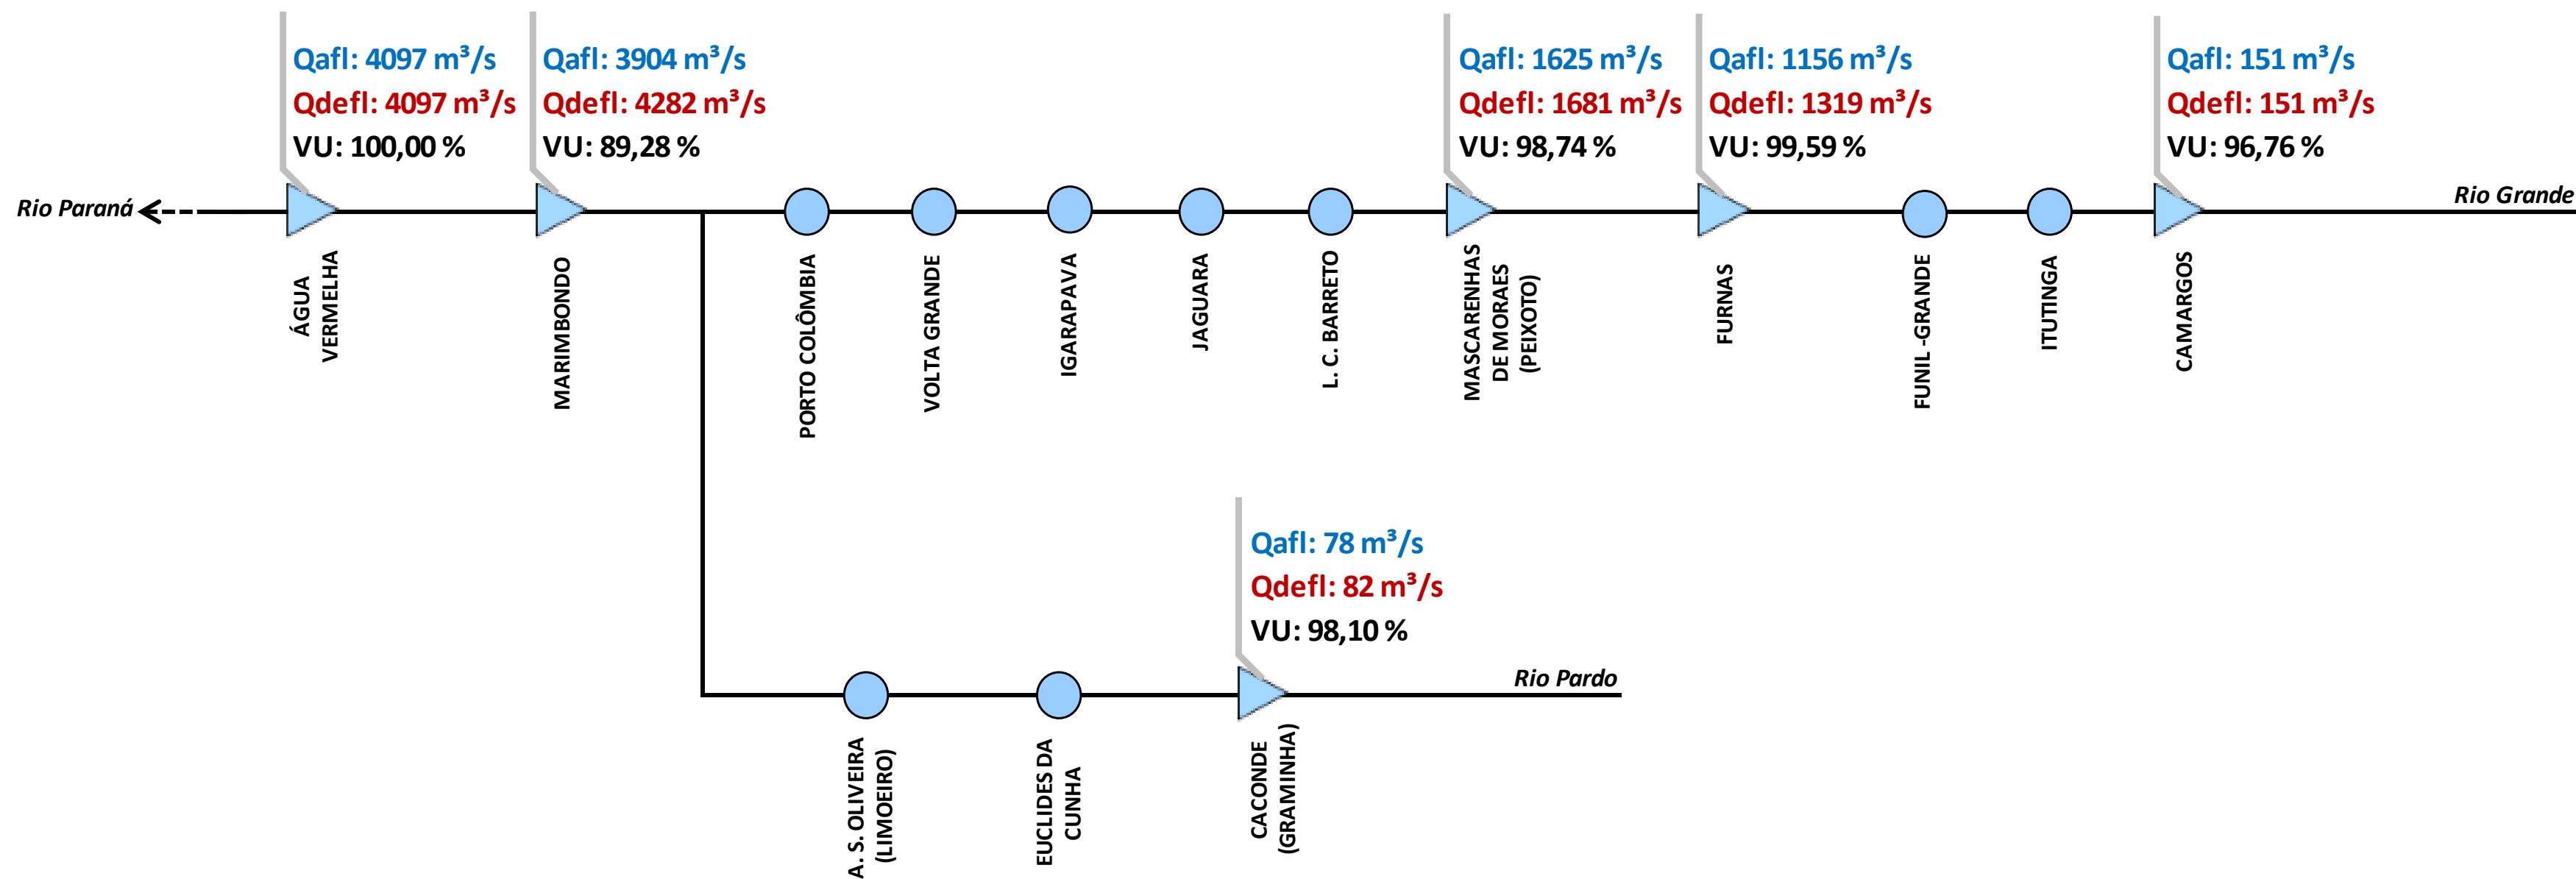 Qafl: 4097 m³/s
Qdefl: 4097 m³/s
VU: 100,00 %
Qafl: 3904 m³/s
Qdefl: 4282 m³/s
VU: 89,28 %
Qafl: 1625 m³/s
Qdefl: 1681 m³/s
VU: 98,74 %
Qafl: 1156 m³/s
Qdefl: 1319 m³/s
VU: 99,59 %
Qafl: 151 m³/s
Qdefl: 151 m³/s
VU: 96,76 %
Rio Paraná
Rio Grande
ÁGUA
VERMELHA
MARIMBONDO
PORTO COLÔMBIA
VOLTA GRANDE
IGARAPAVA
JAGUARA
L. C. BARRETO
MASCARENHAS
DE MORAES
(PEIXOTO)
FURNAS
FUNIL -GRANDE
ITUTINGA
CAMARGOS
Qafl: 78 m³/s
Qdefl: 82 m³/s
VU: 98,10 %
Rio Pardo
A. S. OLIVEIRA
(LIMOEIRO)
EUCLIDES DA
CUNHA
CACONDE
(GRAMINHA)